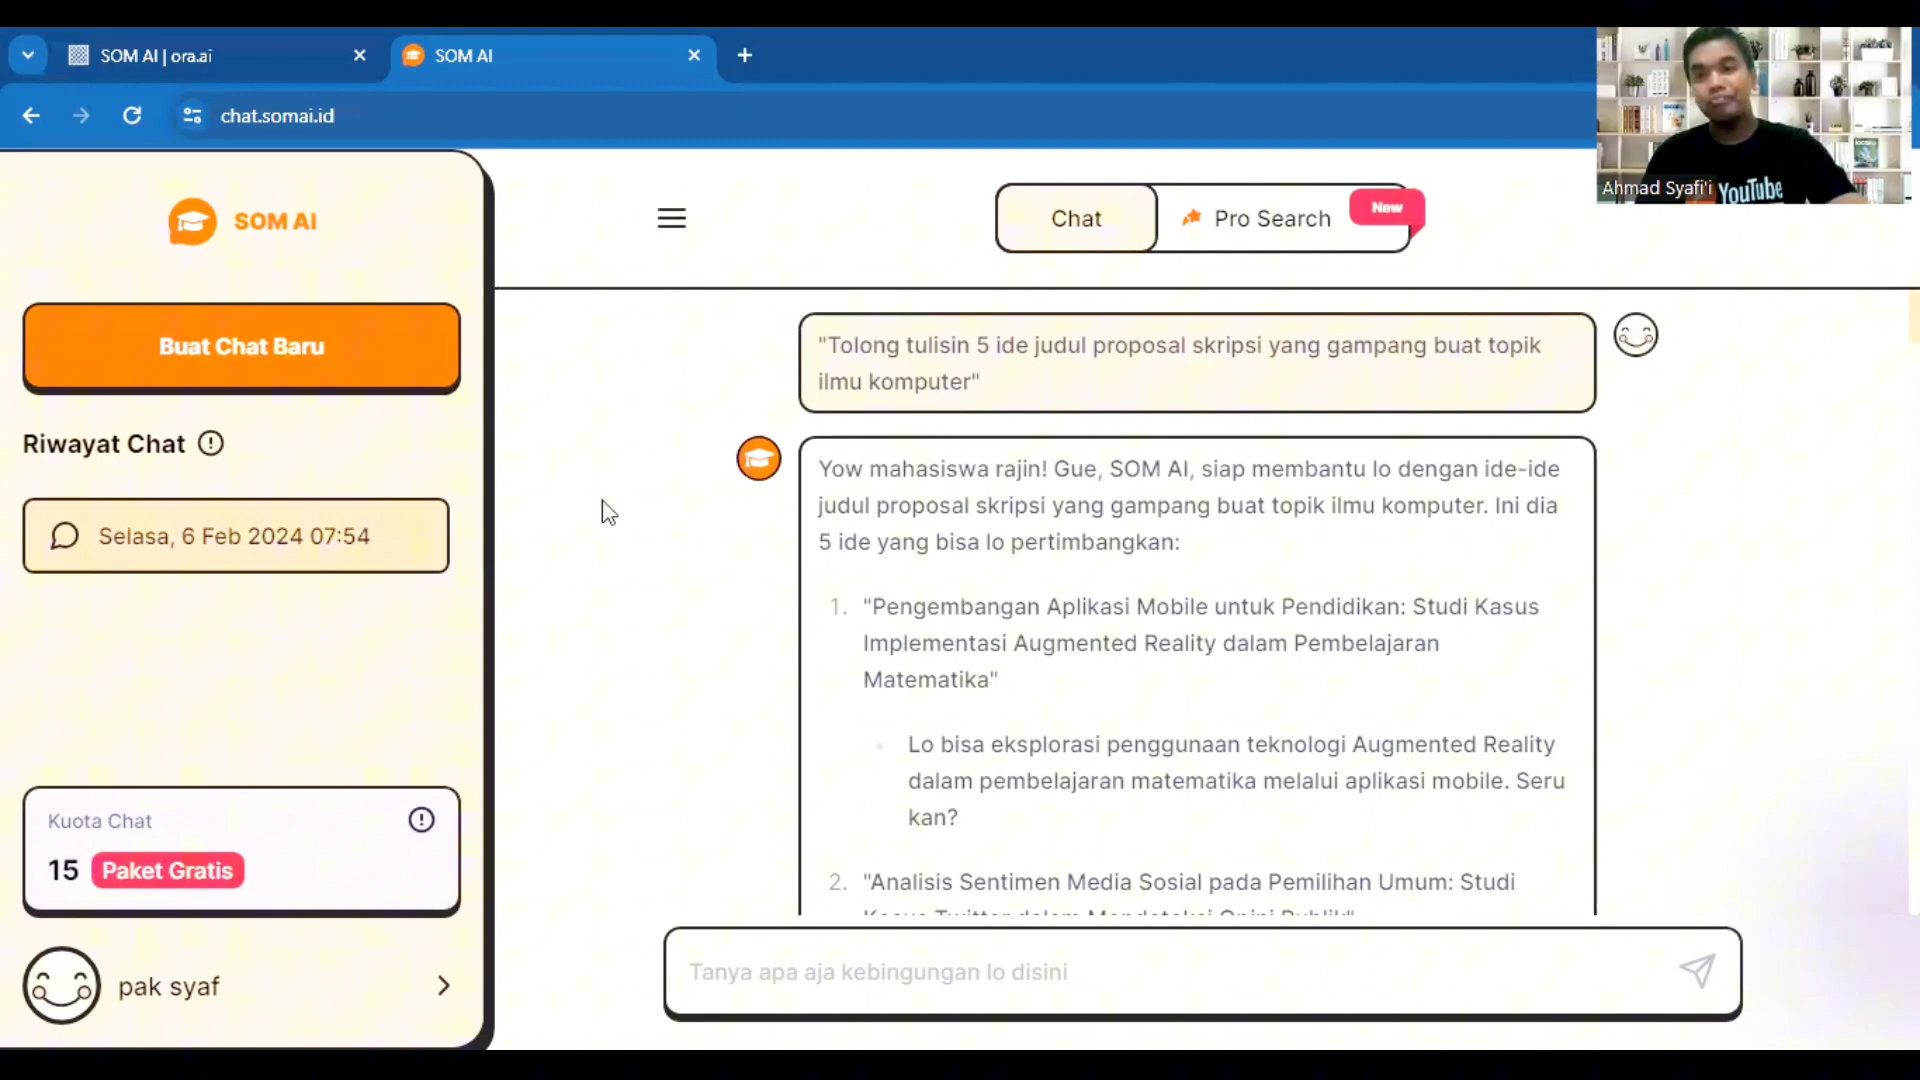 SOM AI | ora.ai
SOM AI
chat.somai.id
Ahmad Syafi'i
YouTube
SOM AI
Chat
Pro Search
New
Buat Chat Baru
Riwayat Chat
Selasa, 6 Feb 2024 07:54
Kuota Chat
15 Paket Gratis
pak syaf
"Tolong tulisin 5 ide judul proposal skripsi yang gampang buat topik
ilmu komputer"
Yow mahasiswa rajin! Gue, SOM AI, siap membantu lo dengan ide-ide
judul proposal skripsi yang gampang buat topik ilmu komputer. Ini dia
5 ide yang bisa lo pertimbangkan:
1. "Pengembangan Aplikasi Mobile untuk Pendidikan: Studi Kasus
Implementasi Augmented Reality dalam Pembelajaran
Matematika"
Lo bisa eksplorasi penggunaan teknologi Augmented Reality
dalam pembelajaran matematika melalui aplikasi mobile. Seru
kan?
2. "Analisis Sentimen Media Sosial pada Pemilihan Umum: Studi
Kasus Twitter dalam Mendeteksi Opini Publik"
Tanya apa aja kebingungan lo disini